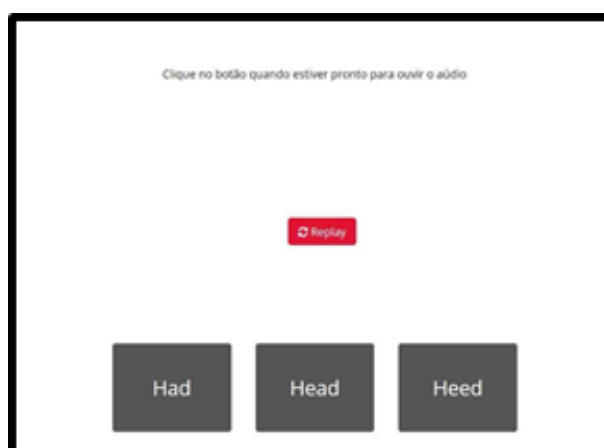 Clique no botão quando estiver pronto para ouvir o aúdio
Replay
Had Head Heed